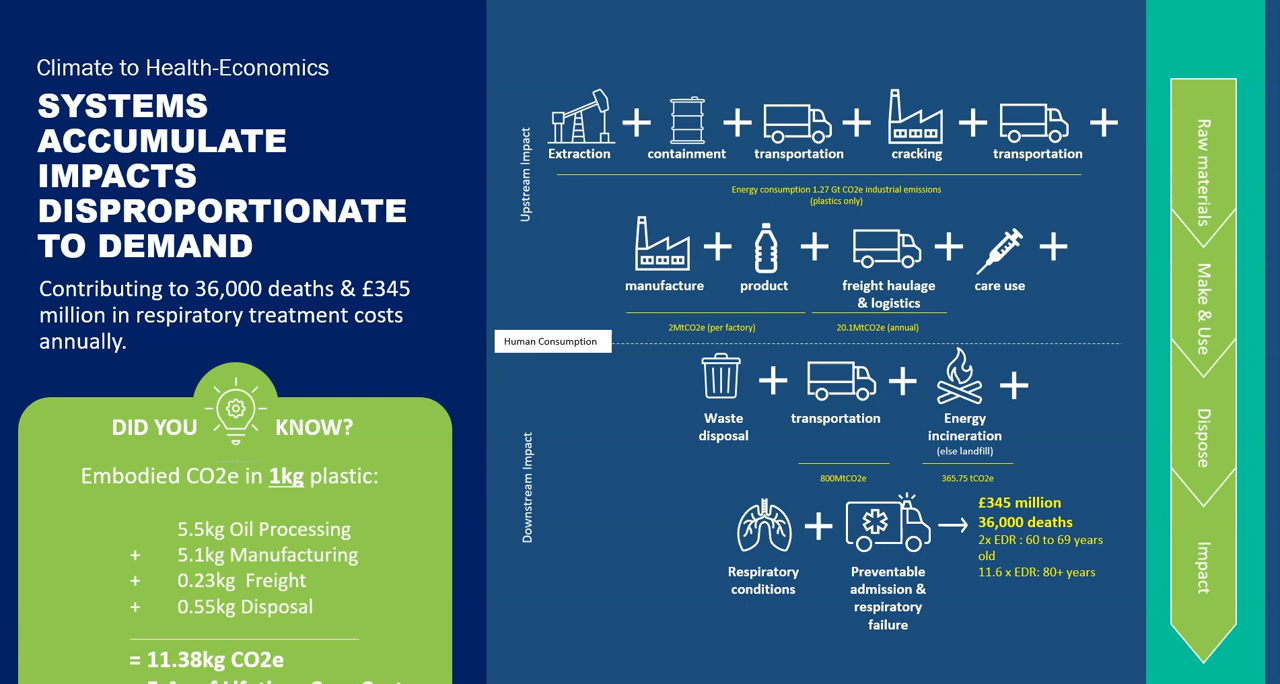 Climate to Health-Economics
SYSTEMS
ACCUMULATE
IMPACTS
DISPROPORTIONATE
TO DEMAND
Contributing to 36,000 deaths & £345
million in respiratory treatment costs
annually.
DID YOU KNOW?
Embodied CO2e in 1kg plastic:
5.5kg Oil Processing
+ 5.1kg Manufacturing
+ 0.23kg Freight
+ 0.55kg Disposal
= 11.38kg CO2e
Upstream Impact
Extraction + containment + transportation + cracking + transportation +
Energy consumption 1.27 Gt CO2e industrial emissions
(plastics only)
manufacture + product + freight haulage + care use +
& logistics
2MtCO2e (per factory) 20.1MtCO2e (annual)
Human Consumption
Downstream Impact
Waste + transportation + Energy +
disposal incineration
(else landfill)
800MtCO2e 365.75 tCO2e
Respiratory + Preventable
conditions admission &
respiratory
failure
£345 million
36,000 deaths
2x EDR : 60 to 69 years
old
11.6 x EDR: 80+ years
Raw materials
Make & Use
Dispose
Impact